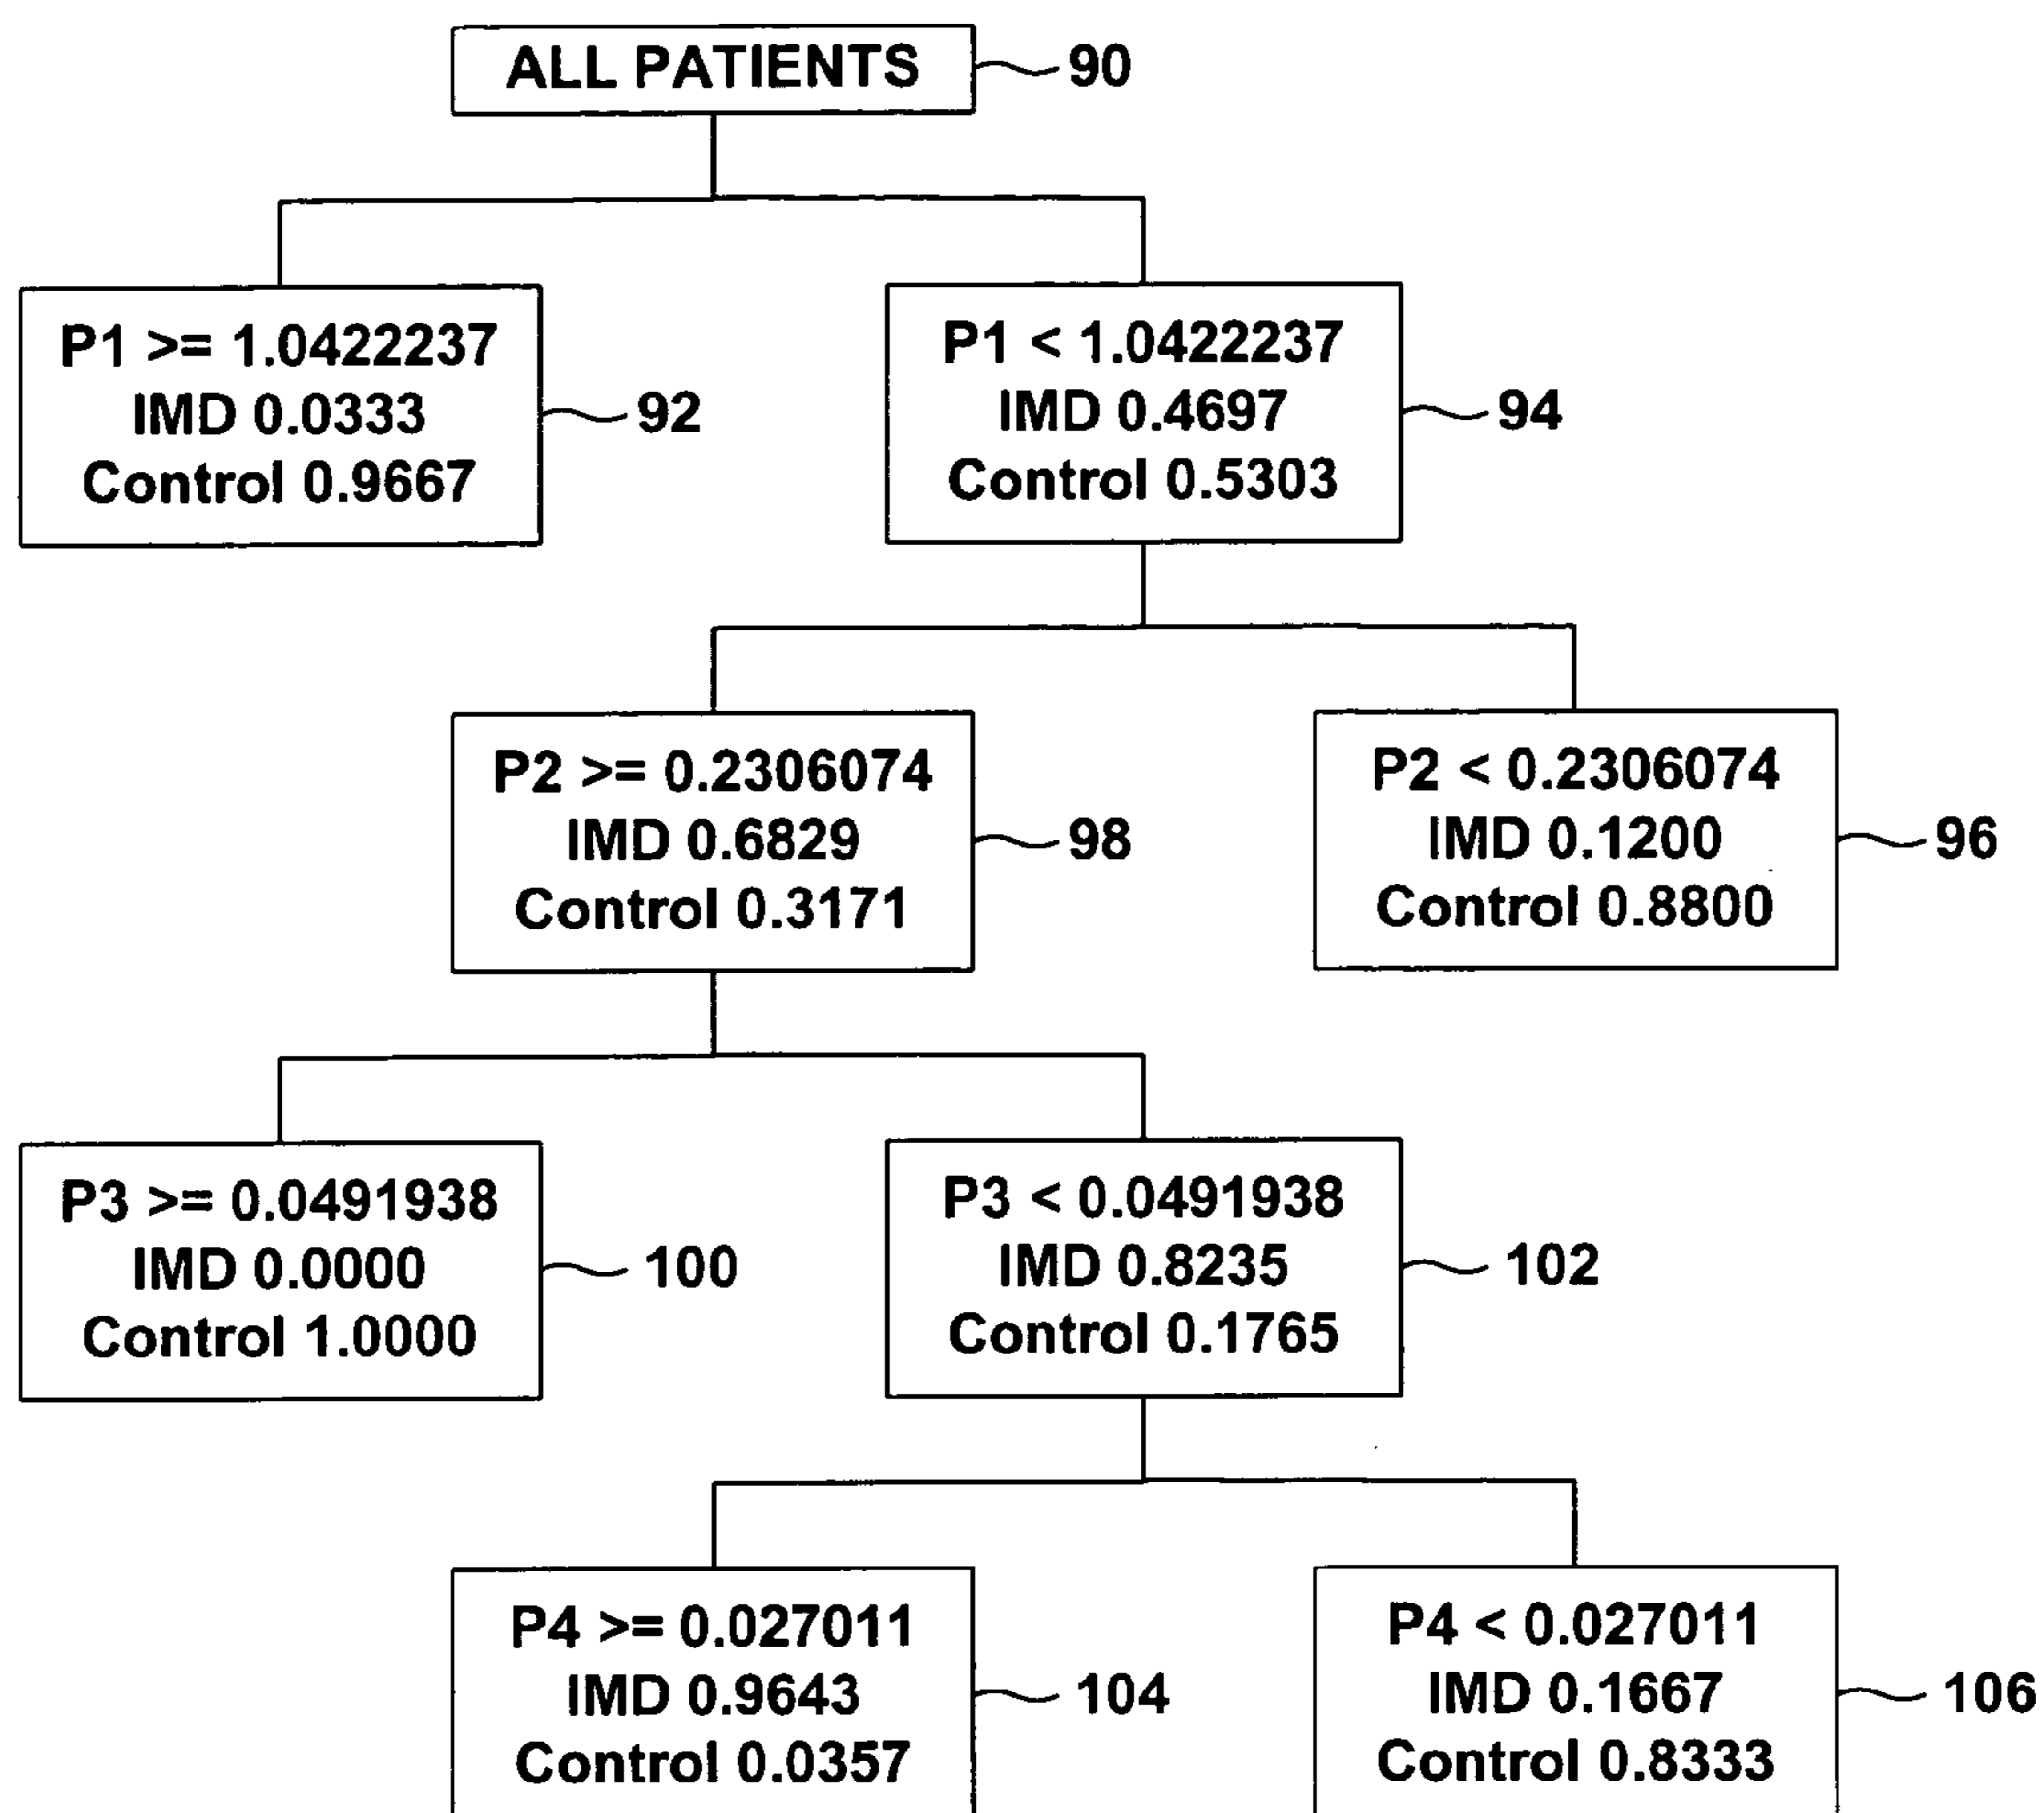 ALL PATIENTS
90
P1 >= 1.0422237
IMD 0.0333
Control 0.9667
92
P1 < 1.0422237
IMD 0.4697
Control 0.5303
94
P2 >= 0.2306074
IMD 0.6829
Control 0.3171
98
P2 < 0.2306074
IMD 0.1200
Control 0.8800
96
P3 >= 0.0491938
IMD 0.0000
Control 1.0000
100
P3 < 0.0491938
IMD 0.8235
Control 0.1765
102
P4 >= 0.027011
IMD 0.9643
Control 0.0357
104
P4 < 0.027011
IMD 0.1667
Control 0.8333
106